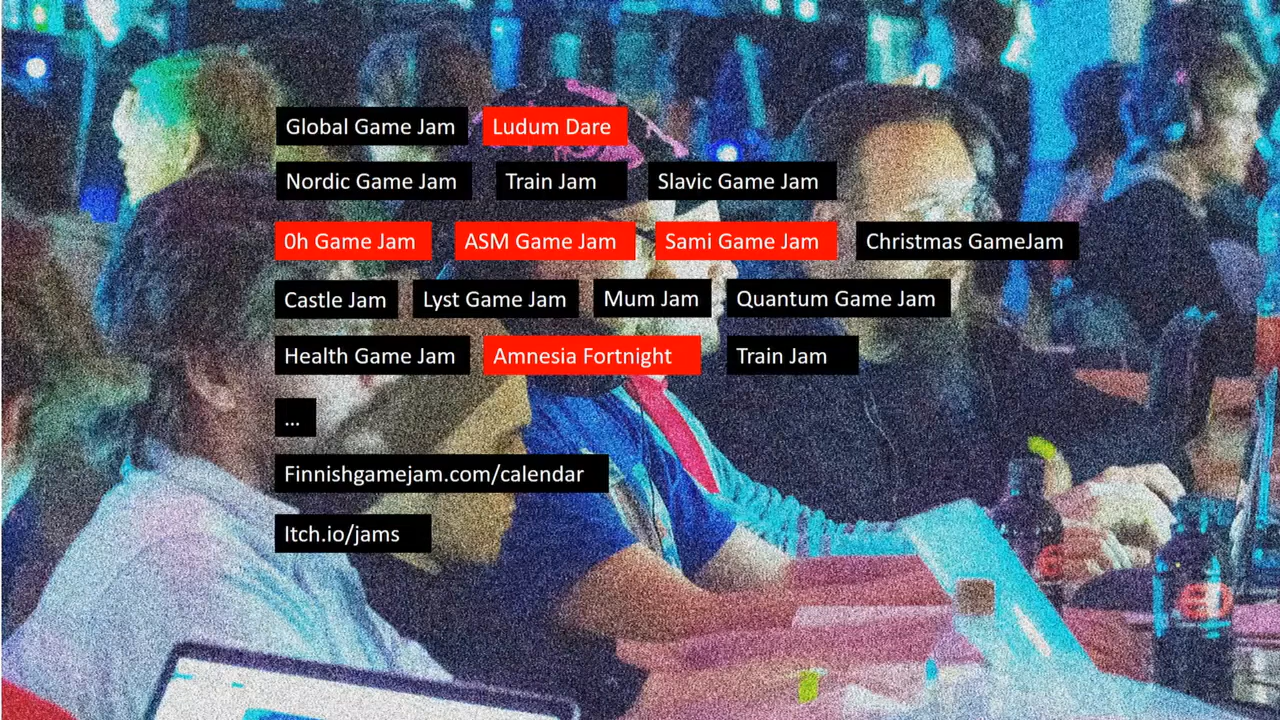 Global Game Jam Ludum Dare
Nordic Game Jam Train Jam Slavic Game Jam
0h Game Jam ASM Game Jam Sami Game Jam Christmas GameJam
Castle Jam Lyst Game Jam Mum Jam Quantum Game Jam
Health Game Jam Amnesia Fortnight Train Jam
...
Finnishgamejam.com/calendar
Itch.io/jams